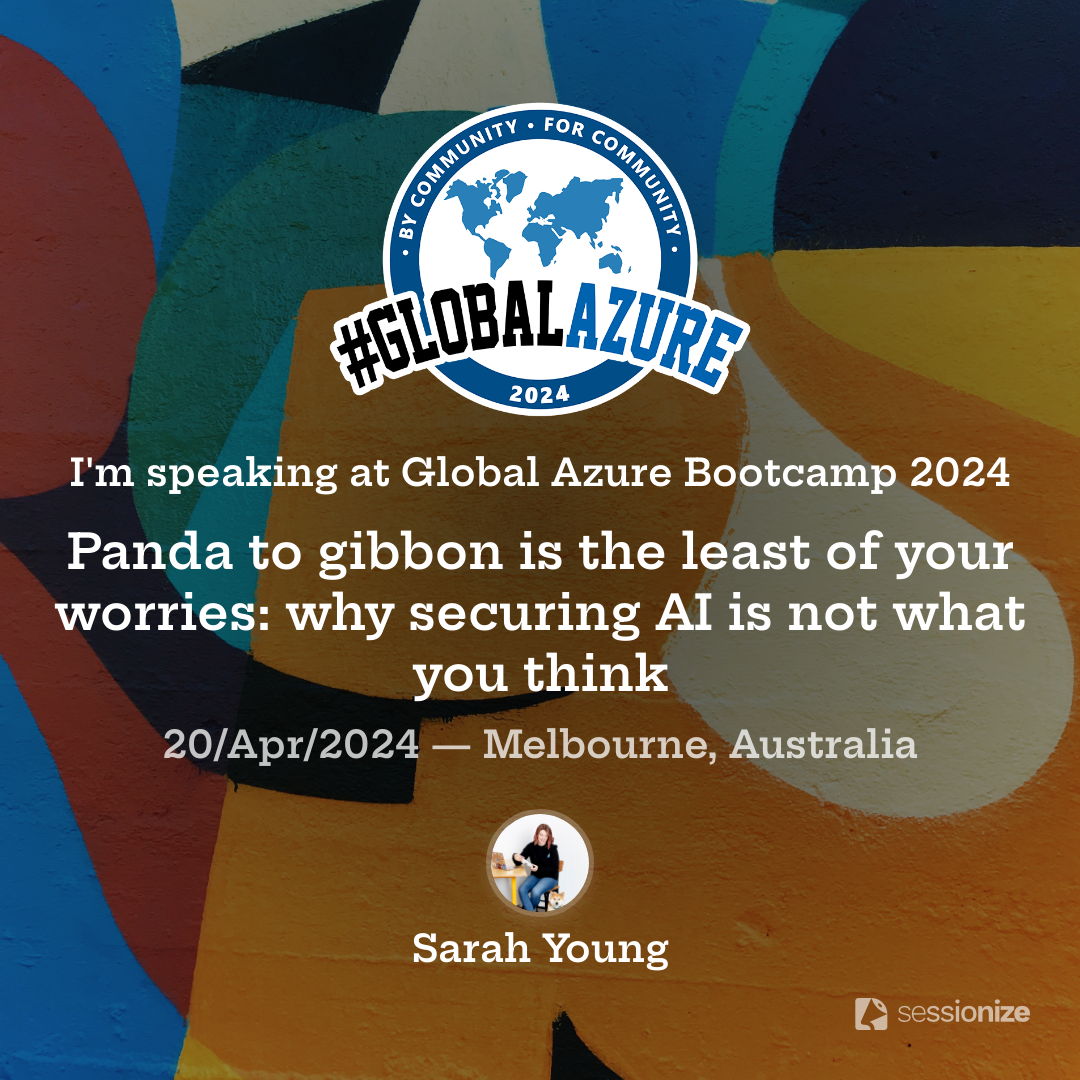 • BY COMMUNITY • FOR COMMUNITY •
#GLOBALAZURE
2024
I'm speaking at Global Azure Bootcamp 2024
Panda to gibbon is the least of your
worries: why securing AI is not what
you think
20/Apr/2024 — Melbourne, Australia
Sarah Young
sessionize